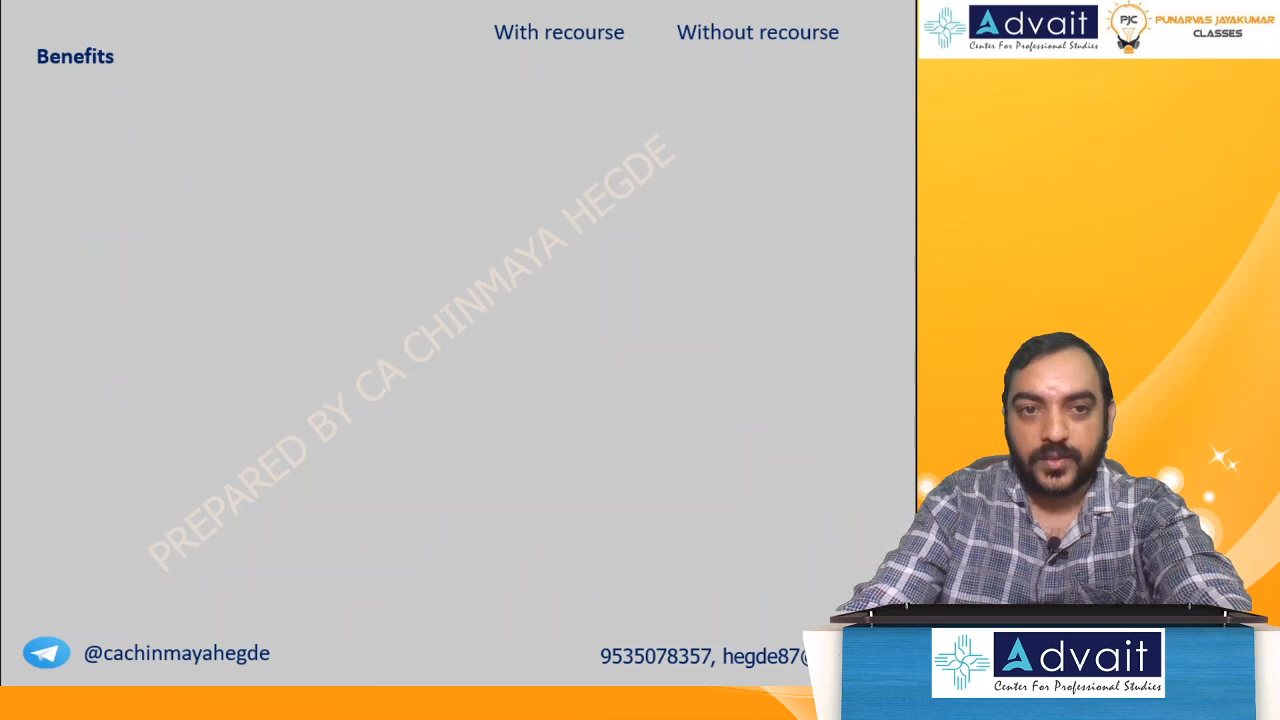 With recourse Without recourse
Benefits
PREPARED BY CA CHINMAYA HEGDE
@cachinmayahegde
9535078357, hegde87@
Advait
Center For Professional Studies
PJC
PUNARVAS JAYAKUMAR
CLASSES
Advait
Center For Professional Studies